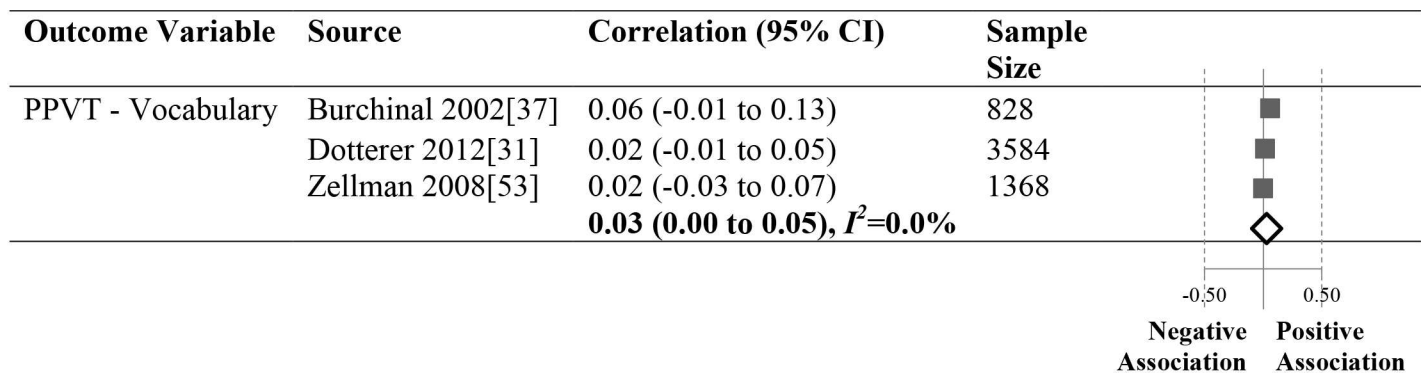 Outcome Variable Source Correlation (95% CI) Sample Size
PPVT - Vocabulary Burchinal 2002[37] 0.06 (-0.01 to 0.13) 828
Dotterer 2012[31] 0.02 (-0.01 to 0.05) 3584
Zellman 2008[53] 0.02 (-0.03 to 0.07) 1368
0.03 (0.00 to 0.05), I²=0.0%
-0.50 0.50
Negative Positive
Association Association